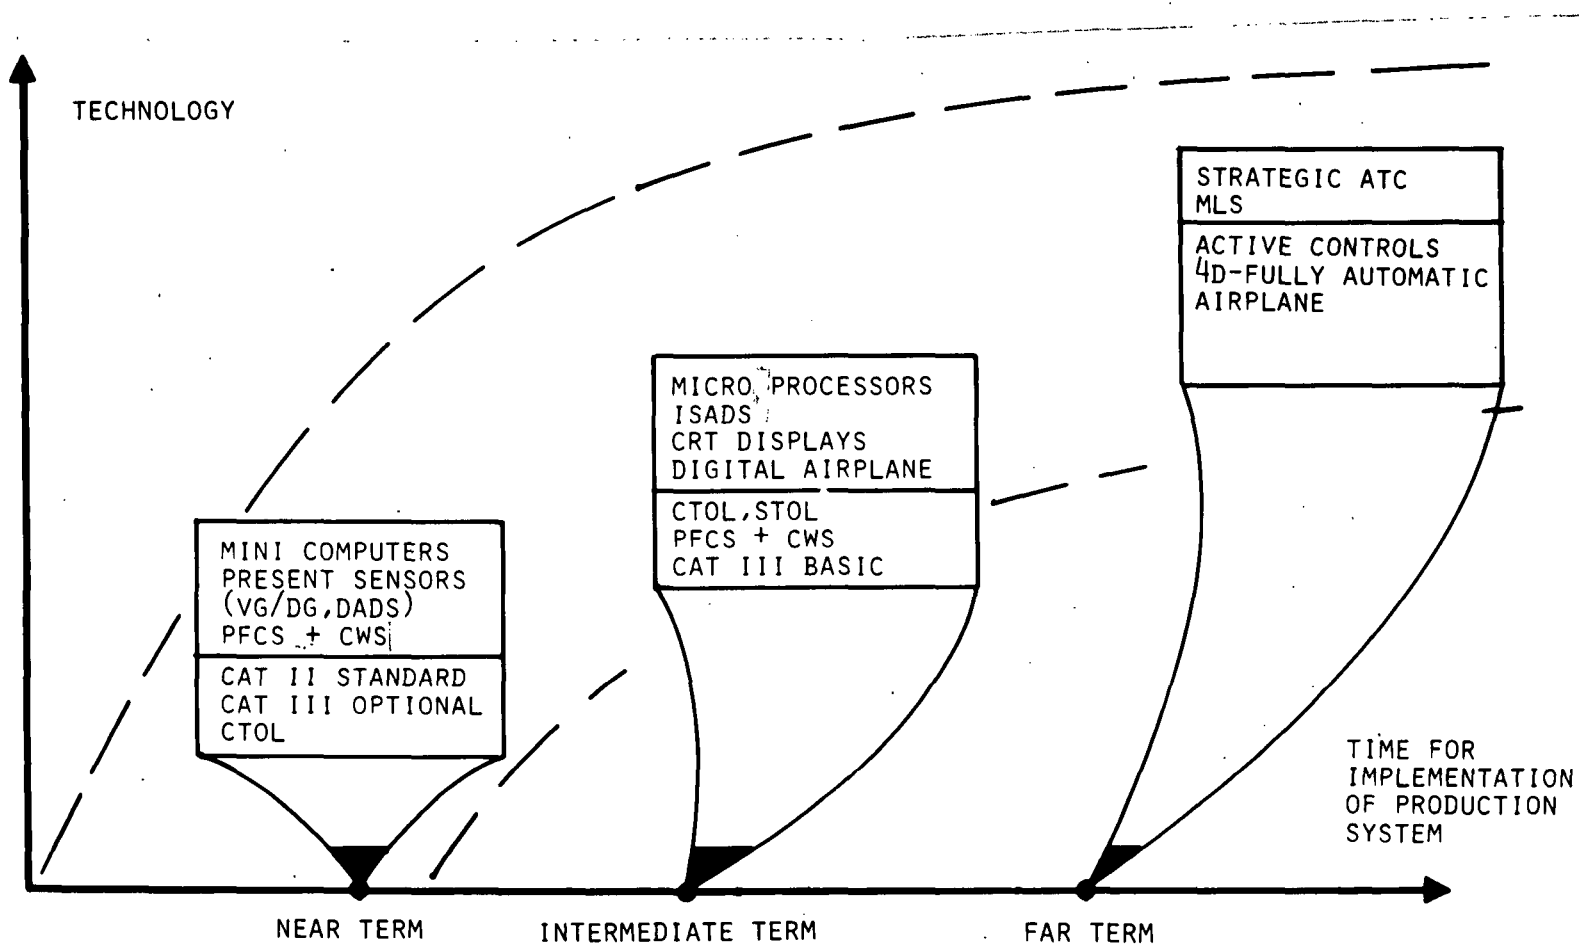 TECHNOLOGY
STRATEGIC ATC
MLS
ACTIVE CONTROLS
4D-FULLY AUTOMATIC
AIRPLANE
MICRO PROCESSORS
ISADS
CRT DISPLAYS
DIGITAL AIRPLANE
CTOL,STOL
PFCS + CWS
CAT III BASIC
MINI COMPUTERS
PRESENT SENSORS
(VG/DG,DADS)
PFCS + CWS
CAT II STANDARD
CAT III OPTIONAL
CTOL
TIME FOR
IMPLEMENTATION
OF PRODUCTION
SYSTEM
NEAR TERM
INTERMEDIATE TERM
FAR TERM